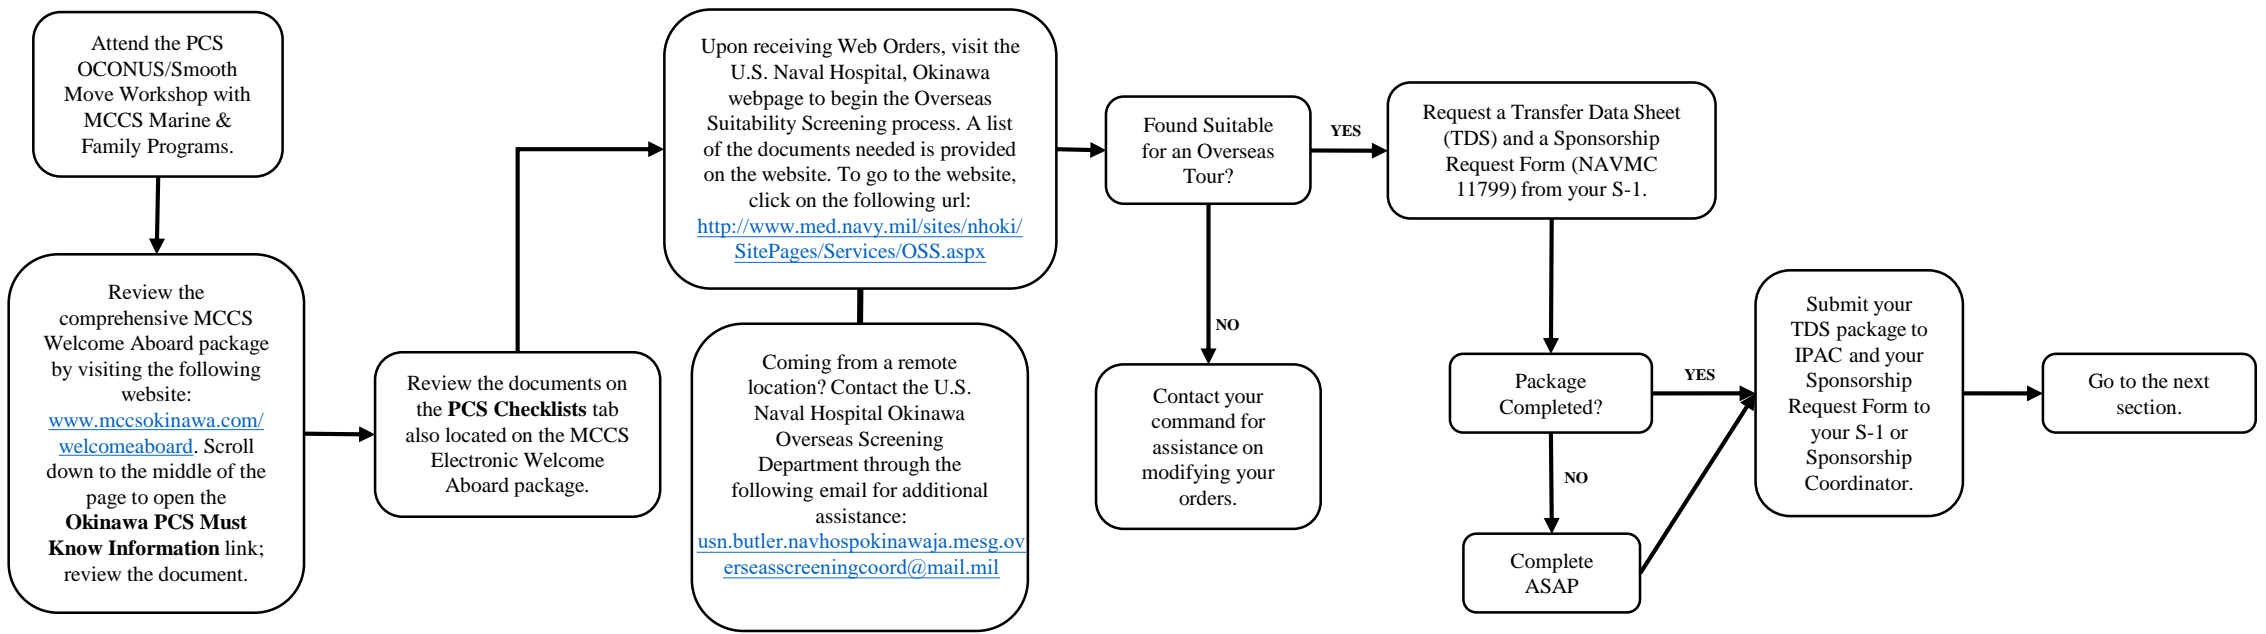 Attend the PCS
OCONUS/Smooth
Move Workshop with
MCCS Marine &
Family Programs.
Review the
comprehensive MCCS
Welcome Aboard package
by visiting the following
website:
www.mccsokinawa.com/
welcomeaboard. Scroll
down to the middle of the
page to open the
Okinawa PCS Must
Know Information link;
review the document.
Review the documents on
the PCS Checklists tab
also located on the MCCS
Electronic Welcome
Aboard package.
Upon receiving Web Orders, visit the
U.S. Naval Hospital, Okinawa
webpage to begin the Overseas
Suitability Screening process. A list
of the documents needed is provided
on the website. To go to the website,
click on the following url:
http://www.med.navy.mil/sites/nhoki/
SitePages/Services/OSS.aspx
Coming from a remote
location? Contact the U.S.
Naval Hospital Okinawa
Overseas Screening
Department through the
following email for additional
assistance:
usn.butler.navhospokinawaja.mesg.ov
erseasscreeningcoord@mail.mil
Found Suitable
for an Overseas
Tour?
YES
NO
Contact your
command for
assistance on
modifying your
orders.
Request a Transfer Data Sheet
(TDS) and a Sponsorship
Request Form (NAVMC
11799) from your S-1.
Package
Completed?
YES
NO
Complete
ASAP
Submit your
TDS package to
IPAC and your
Sponsorship
Request Form to
your S-1 or
Sponsorship
Coordinator.
Go to the next
section.